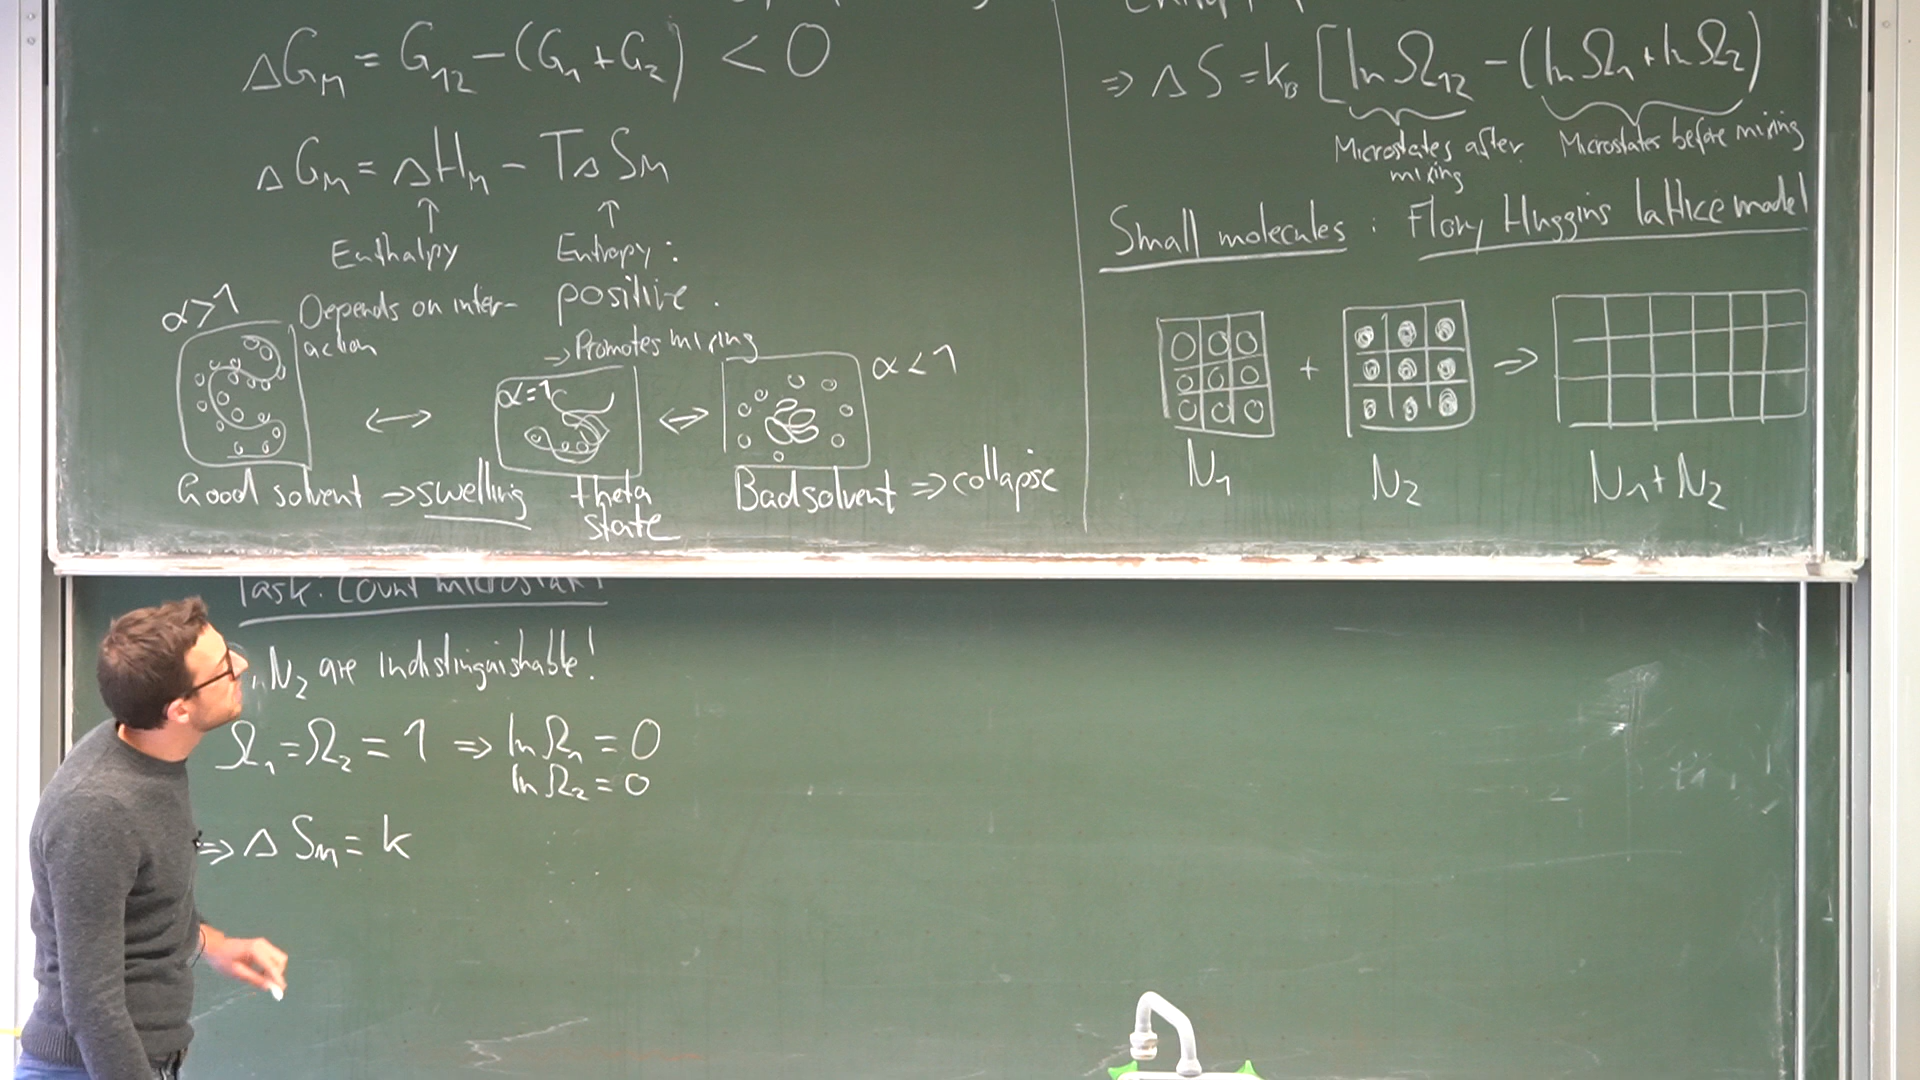 ΔG_M = G_12 − (G_1 + G_2) < 0
ΔG_M = ΔH_M − TΔS_M
↑ ↑
Enthalpy
Depends on inter-
action
Entropy :
positive .
⇒ Promotes mixing
α>1
α=1
α<1
↔ ↔
Good solvent ⇒ swelling
theta
state
Bad solvent ⇒ collapse
⇒ ΔS = k_B [ln Ω_12 − (ln Ω_1 + ln Ω_2)
Microstates after
mixing
Microstates before mixing
Small molecules : Flory Huggins lattice model
+ ⇒
N_1 N_2 N_1 + N_2
Task: Count microstat
, N_2 are indistinguishable!
Ω_1 = Ω_2 = 1 ⇒ ln Ω_1 = 0
ln Ω_2 = 0
⇒ ΔS_M = k